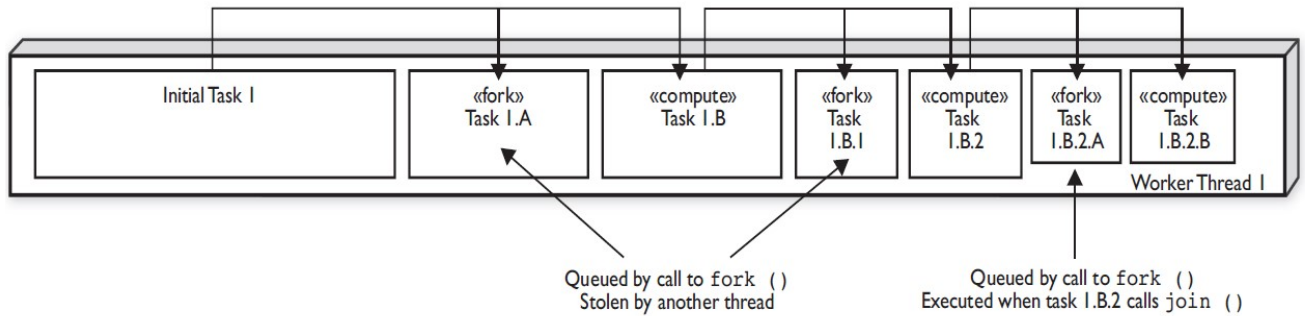 Initial Task 1
«fork»
Task 1.A
«compute»
Task 1.B
«fork»
Task
1.B.1
«compute»
Task
1.B.2
«fork»
Task
1.B.2.A
«compute»
Task
1.B.2.B
Worker Thread 1
Queued by call to fork ()
Stolen by another thread
Queued by call to fork ()
Executed when task 1.B.2 calls join ()